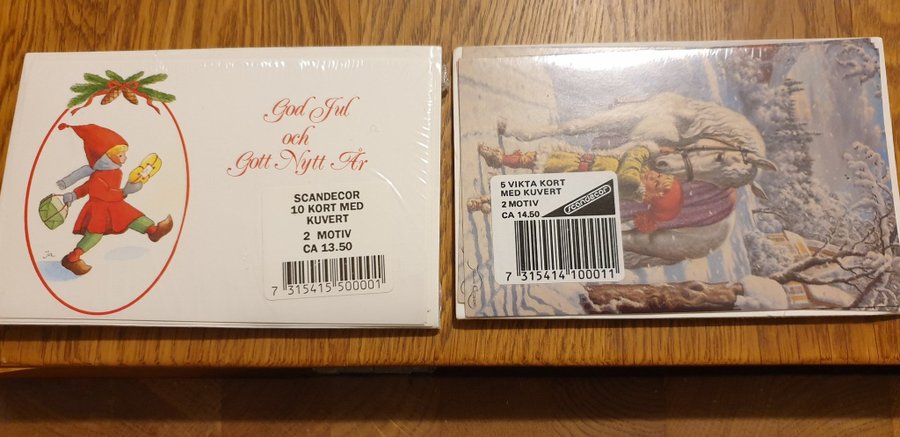 God Jul
och
Gott Nytt År
SCANDECOR
10 KORT MED
KUVERT
2 MOTIV
CA 13.50
7 315415 500001
5 VIKTA KORT
MED KUVERT
2 MOTIV
CA 14.50
scandecor
7 315414 100011